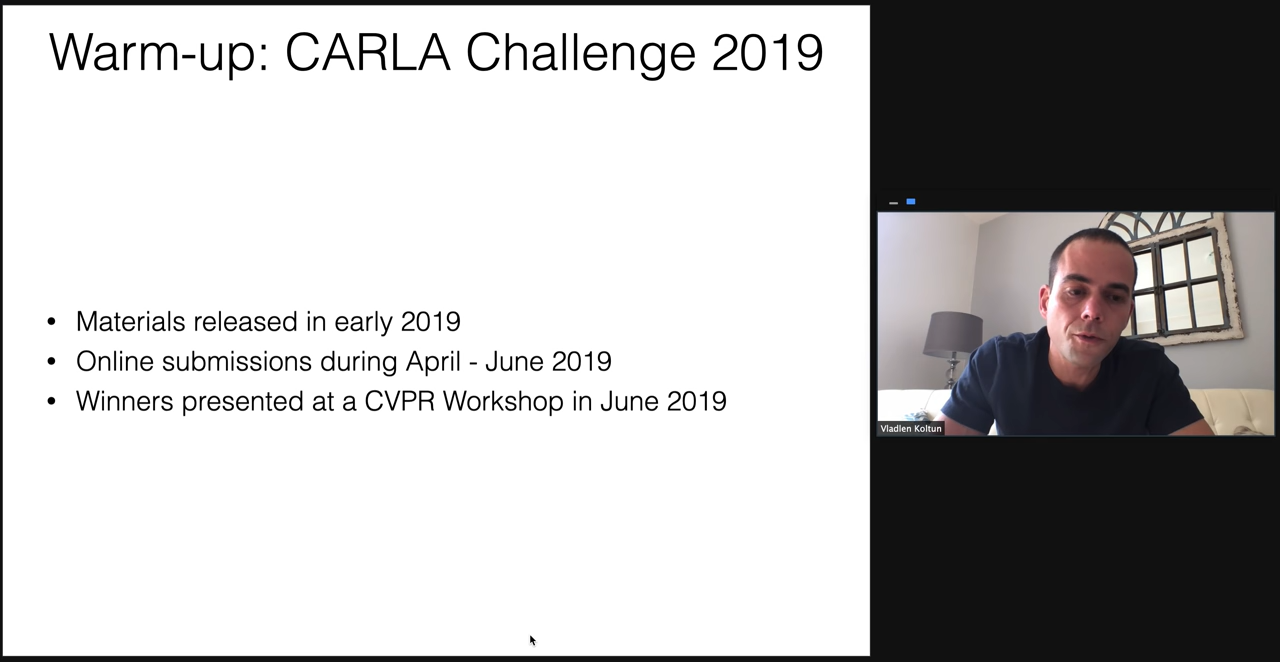 Warm-up: CARLA Challenge 2019
• Materials released in early 2019
• Online submissions during April - June 2019
• Winners presented at a CVPR Workshop in June 2019
Vladlen Koltun